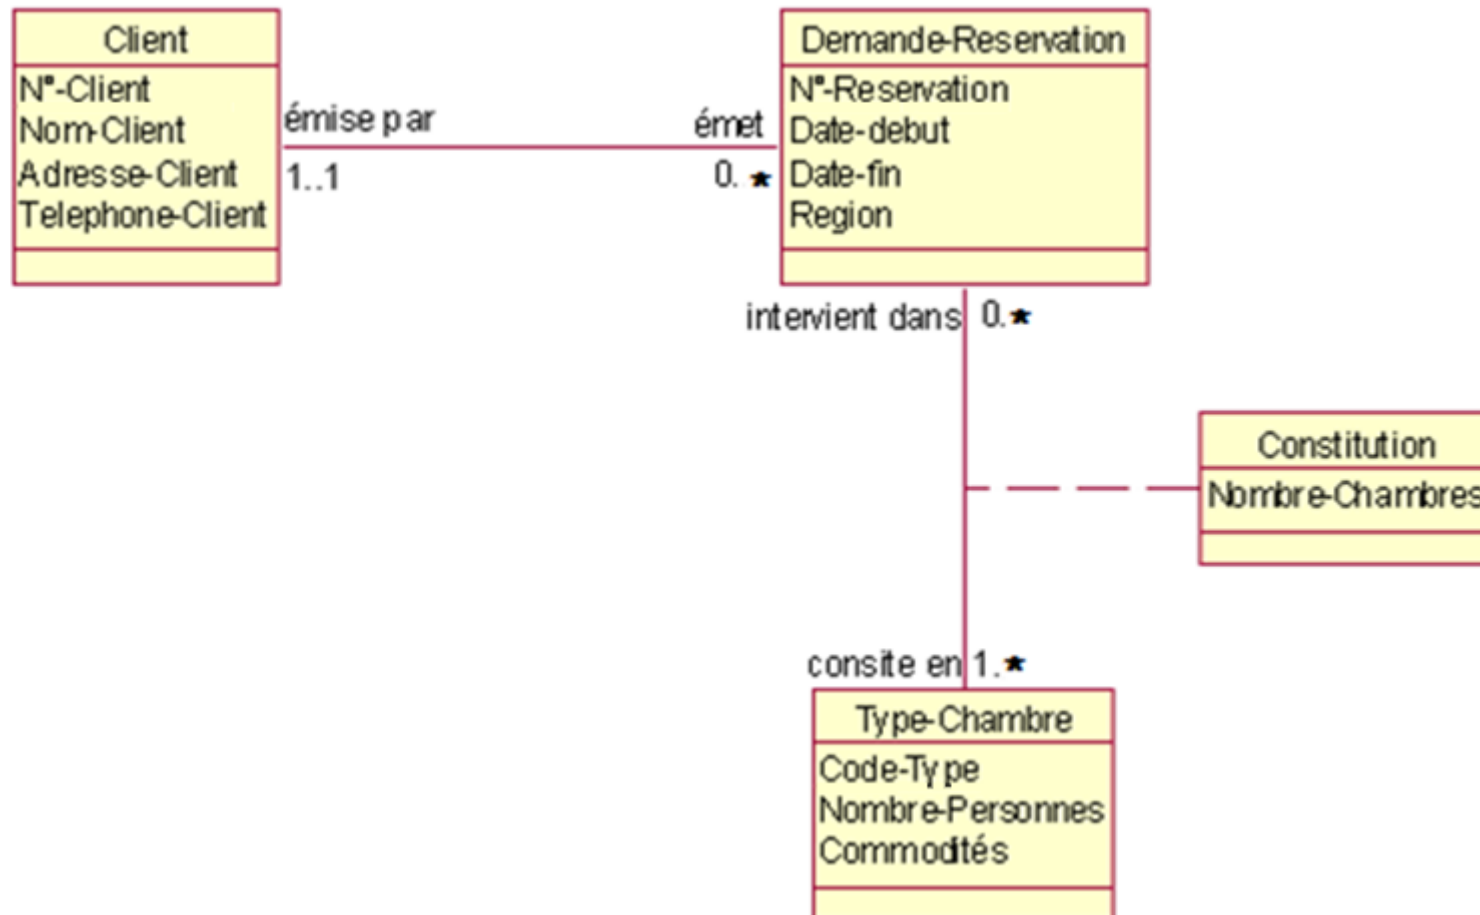 Client
N°-Client
Nom-Client
Adresse-Client
Telephone-Client
émise par
1..1
émet
0.*
Demande-Reservation
N°-Reservation
Date-debut
Date-fin
Region
intervient dans
0.*
Constitution
Nombre-Chambres
consite en
1.*
Type-Chambre
Code-Type
Nombre-Personnes
Commodités